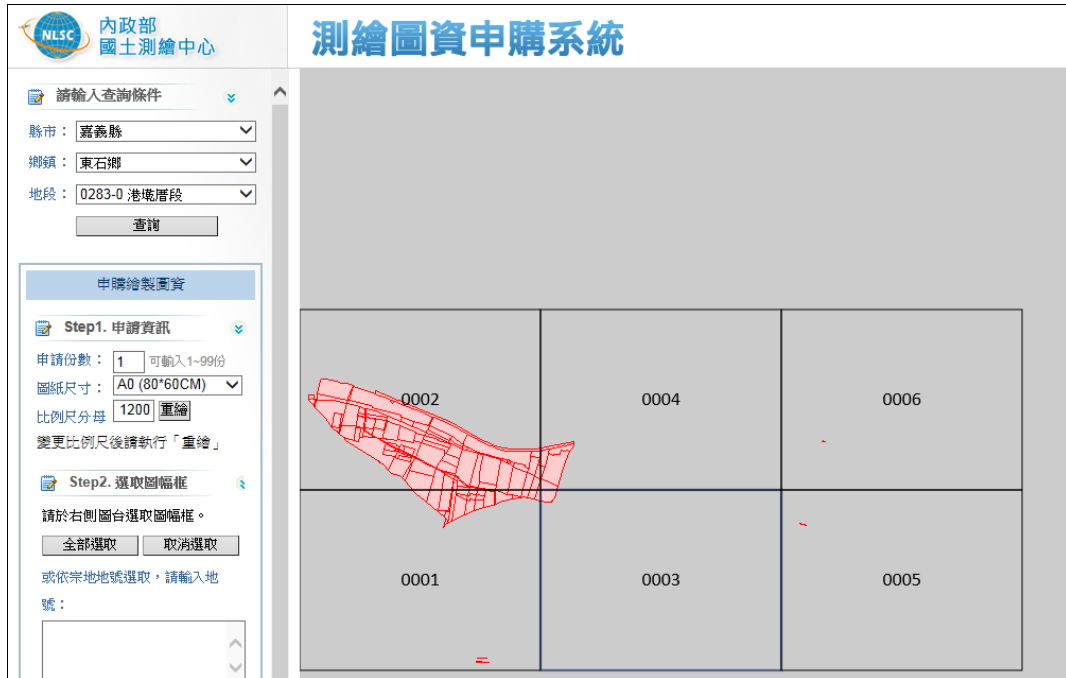 NLSC
內政部
國土測繪中心
測繪圖資申購系統
請輸入查詢條件
縣市： 嘉義縣
鄉鎮： 東石鄉
地段： 0283-0 港墘厝段
查詢
申購繪製圖資
Step1. 申請資訊
申請份數： 1 可輸入1~99份
圖紙尺寸： A0 (80*60CM)
比例尺分母 1200 重繪
變更比例尺後請執行「重繪」
Step2. 選取圖幅框
請於右側圖台選取圖幅框。
全部選取 取消選取
或依宗地地號選取，請輸入地
號：
0002 0004 0006
0001 0003 0005